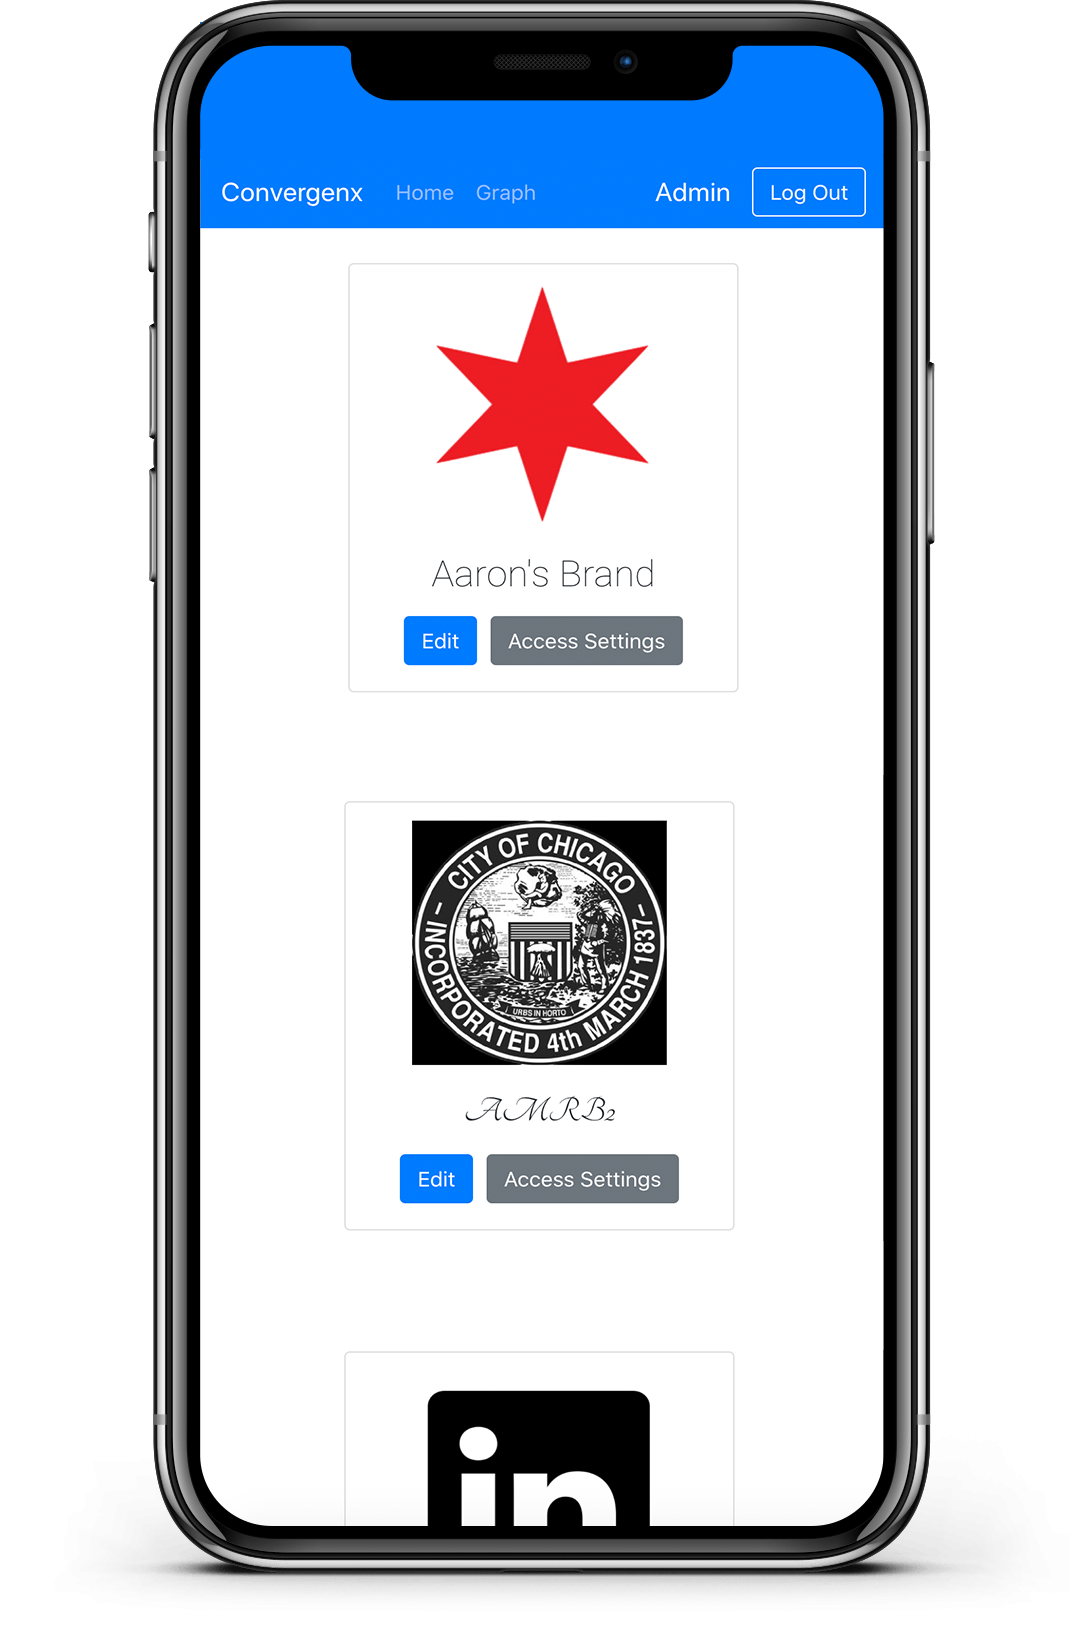 Convergenx Home Graph Admin Log Out
Aaron's Brand
Edit Access Settings
CITY OF CHICAGO
INCORPORATED 4th MARCH 1837
URBS IN HORTO
AMRB2
Edit Access Settings
in